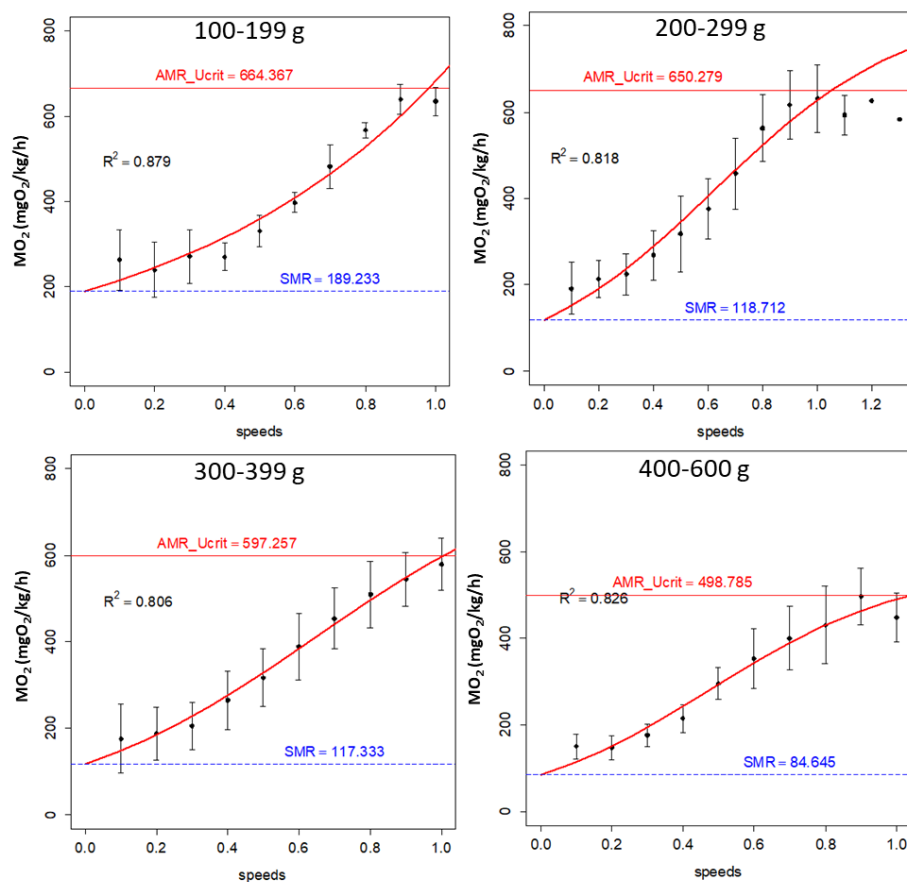 100-199 g
AMR_Ucrit = 664.367
R² = 0.879
SMR = 189.233
MO₂ (mgO₂/kg/h)
0 200 400 600 800
0.0 0.2 0.4 0.6 0.8 1.0
speeds
200-299 g
AMR_Ucrit = 650.279
R² = 0.818
SMR = 118.712
MO₂ (mgO₂/kg/h)
0 200 400 600 800
0.0 0.2 0.4 0.6 0.8 1.0 1.2
speeds
300-399 g
AMR_Ucrit = 597.257
R² = 0.806
SMR = 117.333
MO₂ (mgO₂/kg/h)
0 200 400 600 800
0.0 0.2 0.4 0.6 0.8 1.0
speeds
400-600 g
AMR_Ucrit = 498.785
R² = 0.826
SMR = 84.645
MO₂ (mgO₂/kg/h)
0 200 400 600 800
0.0 0.2 0.4 0.6 0.8 1.0
speeds